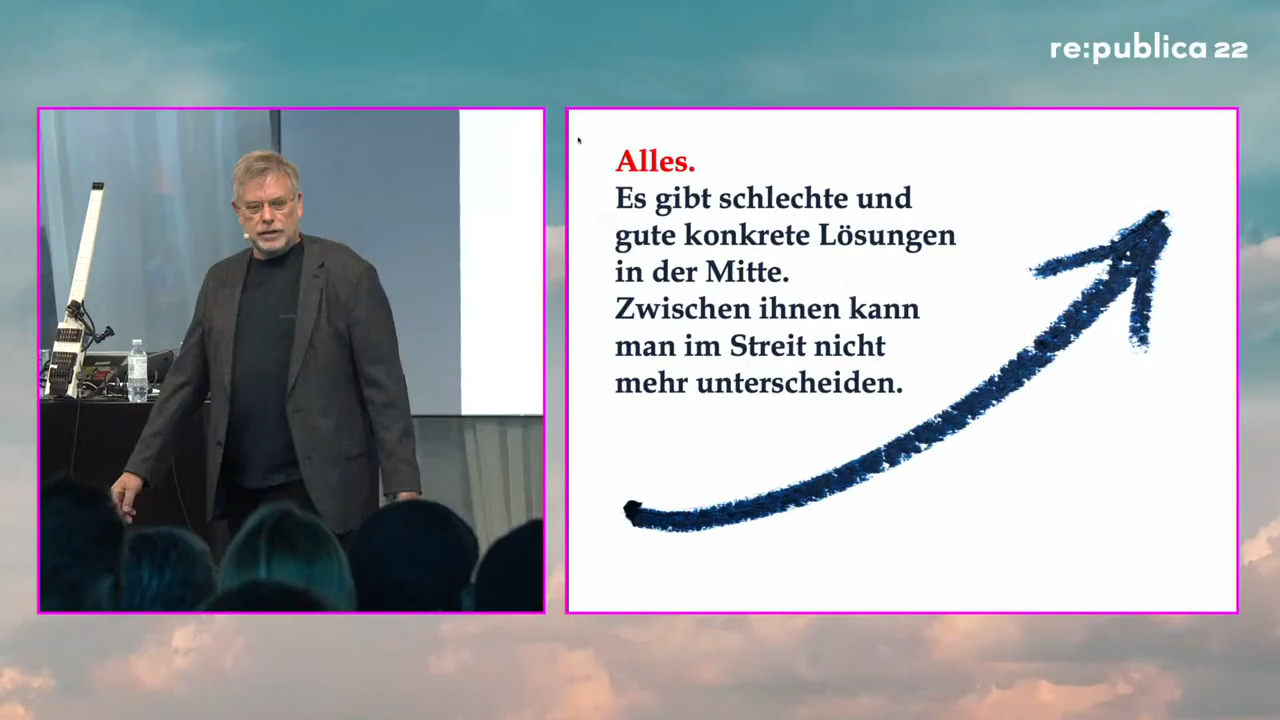 re:publica 22
Alles.
Es gibt schlechte und
gute konkrete Lösungen
in der Mitte.
Zwischen ihnen kann
man im Streit nicht
mehr unterscheiden.